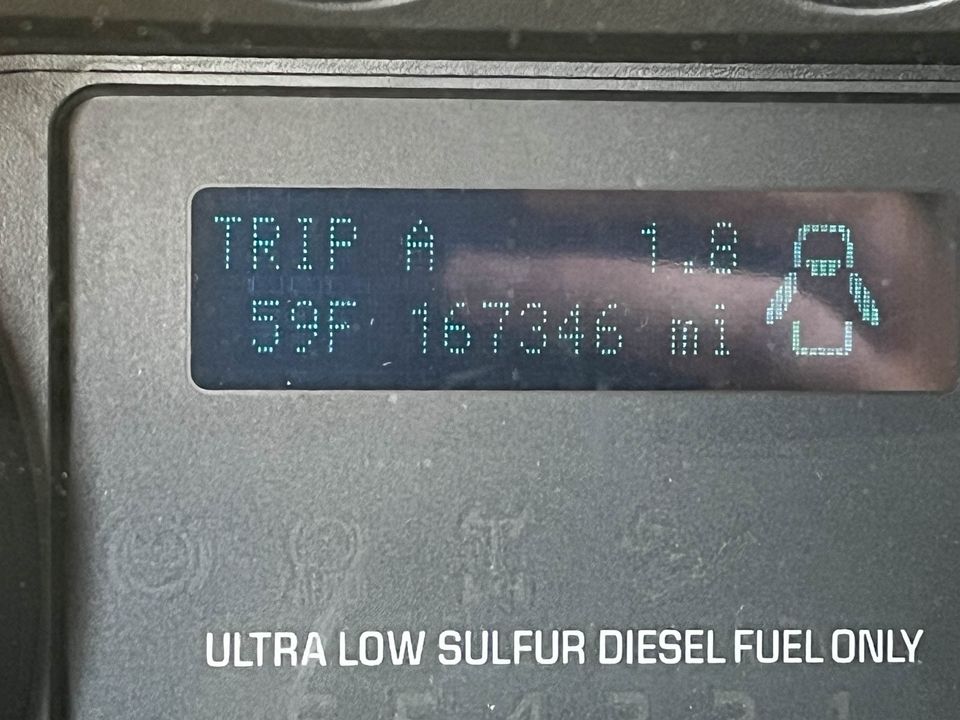 TRIP A 1.8
59F 167346 mi
ULTRA LOW SULFUR DIESEL FUEL ONLY